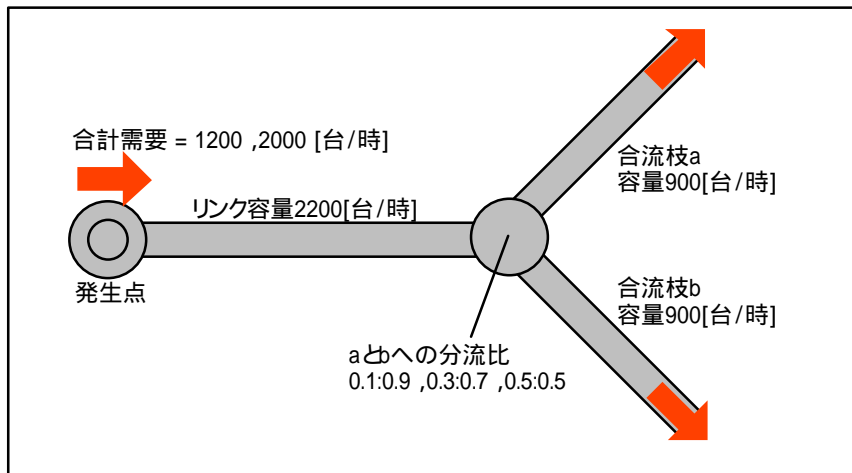 合計需要 = 1200 ,2000 [台/時]
リンク容量2200[台/時]
発生点
合流枝a
容量900[台/時]
合流枝b
容量900[台/時]
aとbへの分流比
0.1:0.9 ,0.3:0.7 ,0.5:0.5